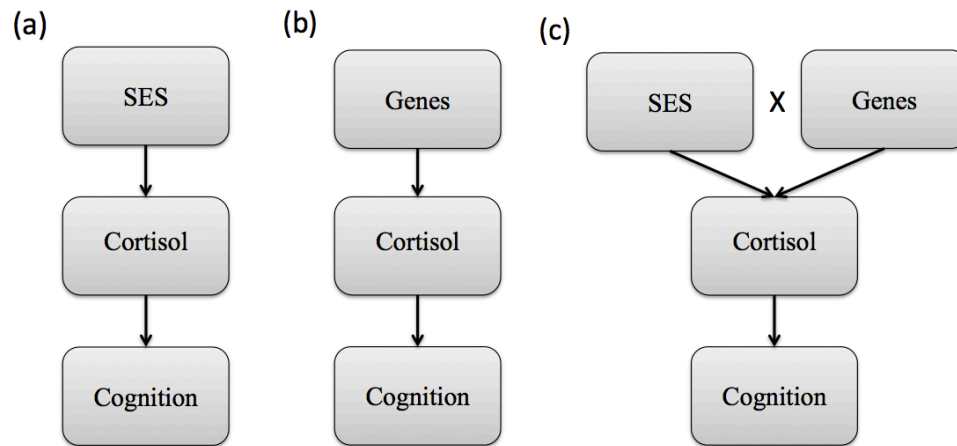 (a)
SES
Cortisol
Cognition
(b)
Genes
Cortisol
Cognition
(c)
SES X Genes
Cortisol
Cognition